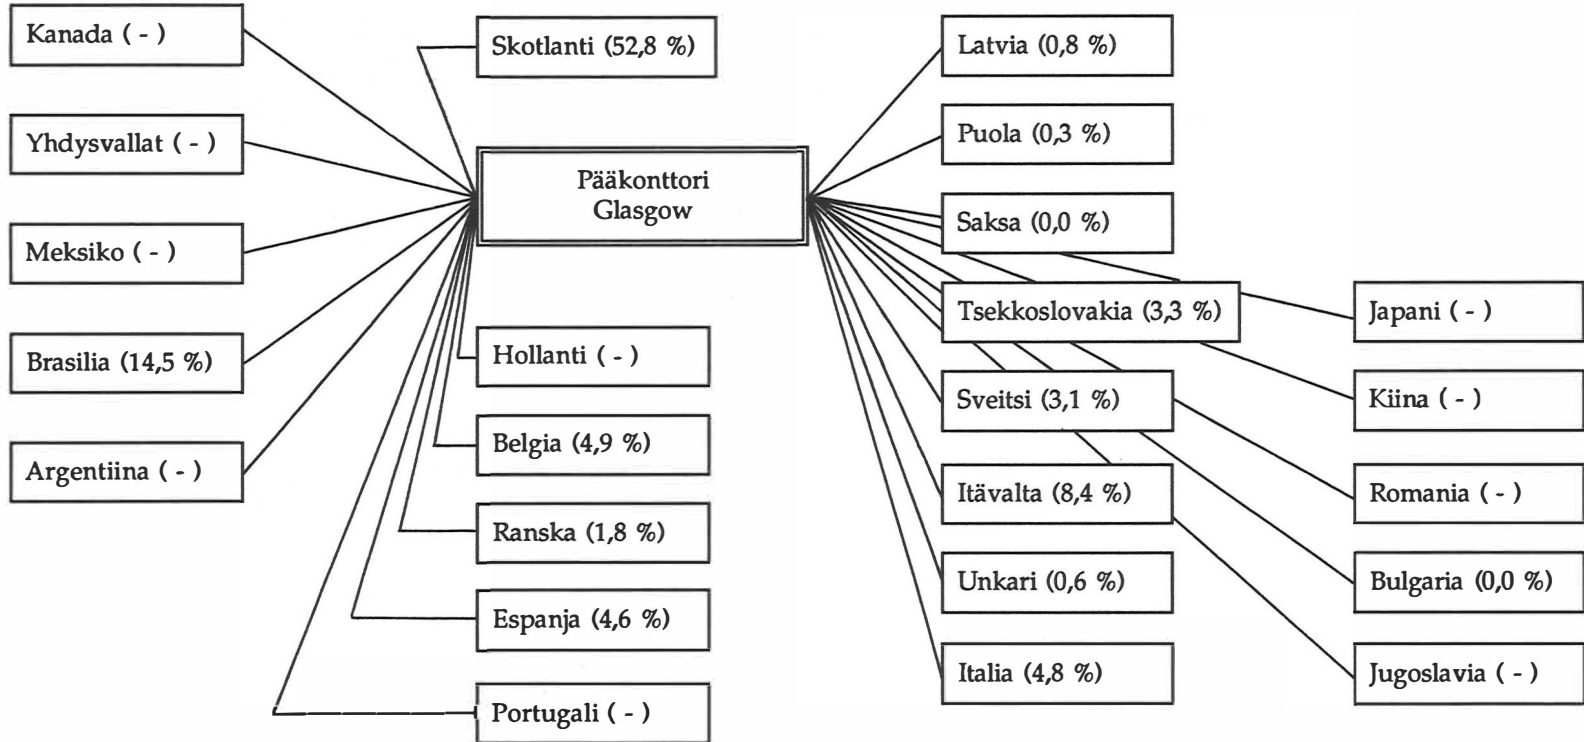 Kanada ( - )
Yhdysvallat ( - )
Meksiko ( - )
Brasilia (14,5 %)
Argentiina ( - )
Skotlanti (52,8 %)
Pääkonttori
Glasgow
Hollanti ( - )
Belgia (4,9 %)
Ranska (1,8 %)
Espanja (4,6 %)
Portugali ( - )
Latvia (0,8 %)
Puola (0,3 %)
Saksa (0,0 %)
Tsekkoslovakia (3,3 %)
Sveitsi (3,1 %)
Itävalta (8,4 %)
Unkari (0,6 %)
Italia (4,8 %)
Japani ( - )
Kiina ( - )
Romania ( - )
Bulgaria (0,0 %)
Jugoslavia ( - )